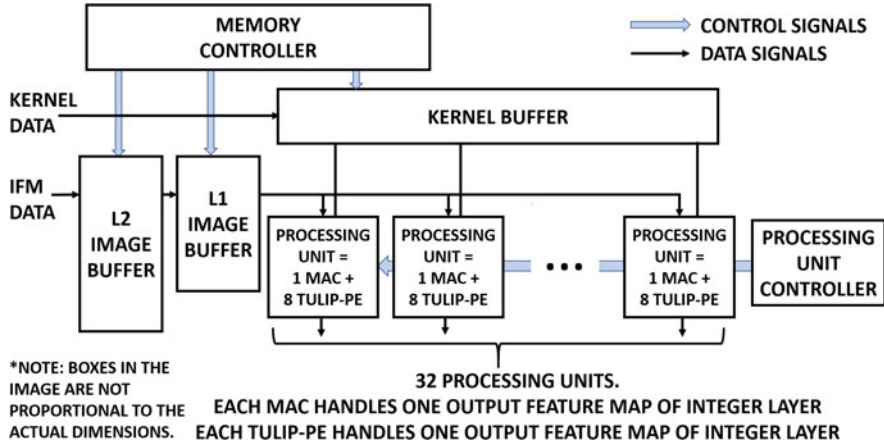 MEMORY
CONTROLLER
CONTROL SIGNALS
DATA SIGNALS
KERNEL
DATA
KERNEL BUFFER
IFM
DATA
L2
IMAGE
BUFFER
L1
IMAGE
BUFFER
PROCESSING
UNIT =
1 MAC +
8 TULIP-PE
PROCESSING
UNIT =
1 MAC +
8 TULIP-PE
PROCESSING
UNIT =
1 MAC +
8 TULIP-PE
PROCESSING
UNIT
CONTROLLER
*NOTE: BOXES IN THE
IMAGE ARE NOT
PROPORTIONAL TO THE
ACTUAL DIMENSIONS.
32 PROCESSING UNITS.
EACH MAC HANDLES ONE OUTPUT FEATURE MAP OF INTEGER LAYER
EACH TULIP-PE HANDLES ONE OUTPUT FEATURE MAP OF INTEGER LAYER